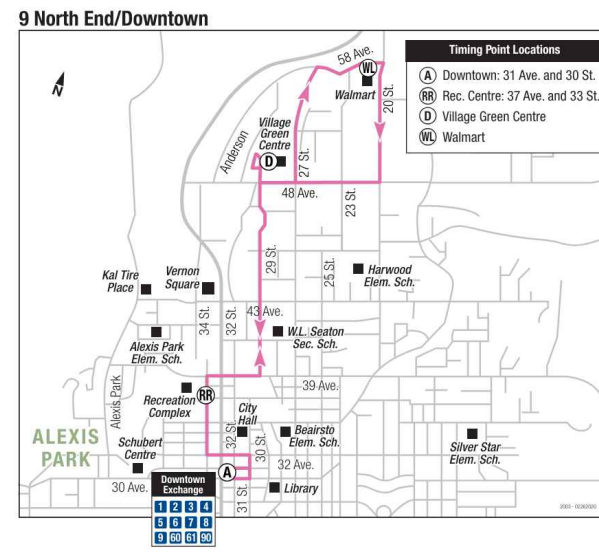 9 North End/Downtown
N
58 Ave.
WL
Walmart
20 St.
Timing Point Locations
A Downtown: 31 Ave. and 30 St.
RR Rec. Centre: 37 Ave. and 33 St.
D Village Green Centre
WL Walmart
Anderson
Village
Green
Centre
D
27 St.
48 Ave.
23 St.
29 St.
25 St.
Harwood
Elem. Sch.
Kal Tire
Place
Vernon
Square
34 St.
32 St.
43 Ave.
W.L. Seaton
Sec. Sch.
Alexis Park
Elem. Sch.
39 Ave.
Alexis Park
Recreation
Complex
RR
City
Hall
32 St.
30 St.
Beairsto
Elem. Sch.
Silver Star
Elem. Sch.
ALEXIS
PARK
Schubert
Centre
32 Ave.
A
30 Ave.
31 St.
Library
Downtown
Exchange
1 2 3 4
5 6 7 8
9 60 61 90